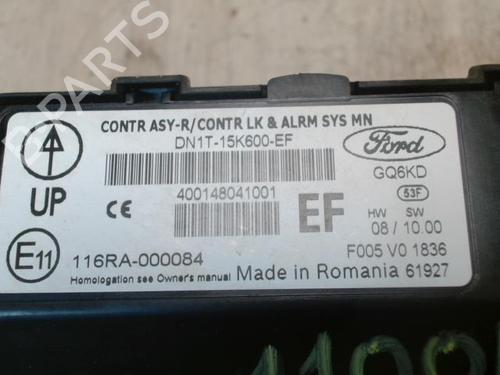 CONTR ASY-R/CONTR LK & ALRM SYS MN
DN1T-15K600-EF
Ford
GQ6KD
53F
UP
CE
400148041001
EF
HW SW
08 / 10.00
E11
116RA-000084
F005 V0 1836
Homologation see Owner's manual Made in Romania 61927
B-PARTS